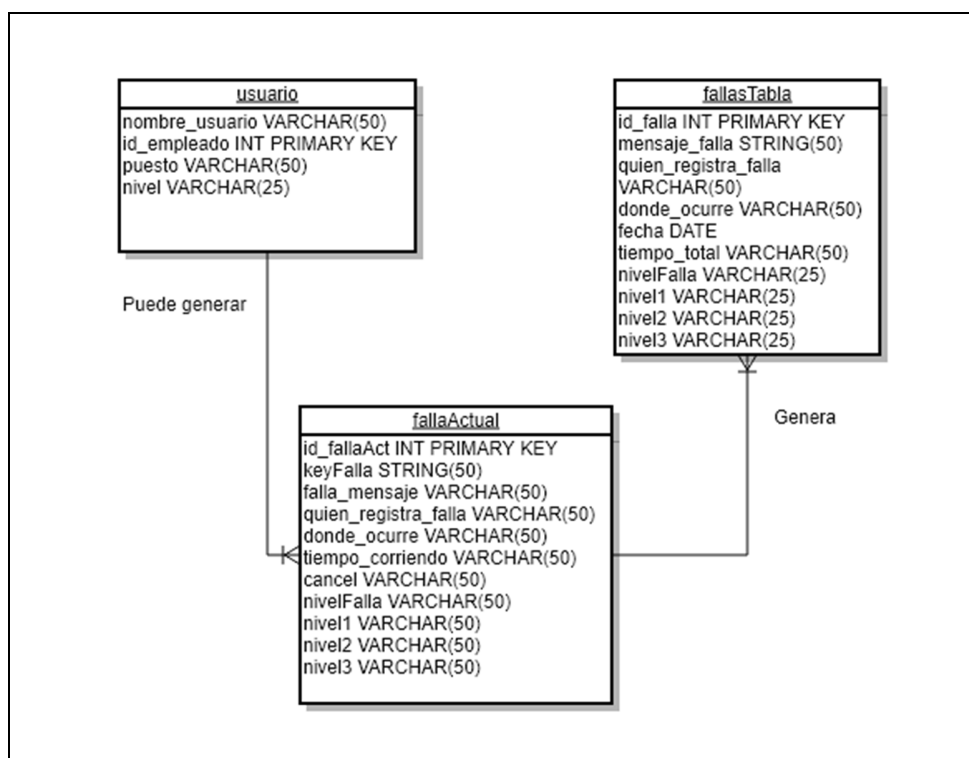 usuario
nombre_usuario VARCHAR(50)
id_empleado INT PRIMARY KEY
puesto VARCHAR(50)
nivel VARCHAR(25)
fallasTabla
id_falla INT PRIMARY KEY
mensaje_falla STRING(50)
quien_registra_falla
VARCHAR(50)
donde_ocurre VARCHAR(50)
fecha DATE
tiempo_total VARCHAR(50)
nivelFalla VARCHAR(25)
nivel1 VARCHAR(25)
nivel2 VARCHAR(25)
nivel3 VARCHAR(25)
Puede generar
Genera
fallaActual
id_fallaAct INT PRIMARY KEY
keyFalla STRING(50)
falla_mensaje VARCHAR(50)
quien_registra_falla VARCHAR(50)
donde_ocurre VARCHAR(50)
tiempo_corriendo VARCHAR(50)
cancel VARCHAR(50)
nivelFalla VARCHAR(50)
nivel1 VARCHAR(50)
nivel2 VARCHAR(50)
nivel3 VARCHAR(50)